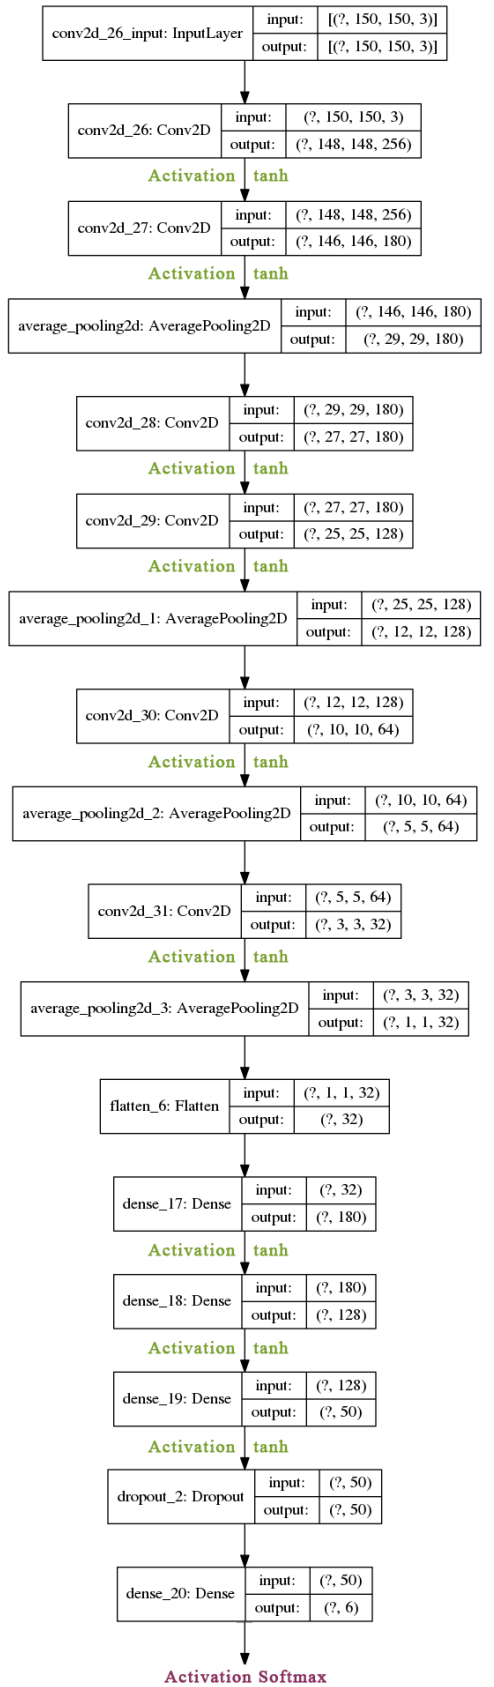 conv2d_26_input: InputLayer
input: [(?, 150, 150, 3)]
output: [(?, 150, 150, 3)]
conv2d_26: Conv2D
input: (?, 150, 150, 3)
output: (?, 148, 148, 256)
Activation tanh
conv2d_27: Conv2D
input: (?, 148, 148, 256)
output: (?, 146, 146, 180)
Activation tanh
average_pooling2d: AveragePooling2D
input: (?, 146, 146, 180)
output: (?, 29, 29, 180)
conv2d_28: Conv2D
input: (?, 29, 29, 180)
output: (?, 27, 27, 180)
Activation tanh
conv2d_29: Conv2D
input: (?, 27, 27, 180)
output: (?, 25, 25, 128)
Activation tanh
average_pooling2d_1: AveragePooling2D
input: (?, 25, 25, 128)
output: (?, 12, 12, 128)
conv2d_30: Conv2D
input: (?, 12, 12, 128)
output: (?, 10, 10, 64)
Activation tanh
average_pooling2d_2: AveragePooling2D
input: (?, 10, 10, 64)
output: (?, 5, 5, 64)
conv2d_31: Conv2D
input: (?, 5, 5, 64)
output: (?, 3, 3, 32)
Activation tanh
average_pooling2d_3: AveragePooling2D
input: (?, 3, 3, 32)
output: (?, 1, 1, 32)
flatten_6: Flatten
input: (?, 1, 1, 32)
output: (?, 32)
dense_17: Dense
input: (?, 32)
output: (?, 180)
Activation tanh
dense_18: Dense
input: (?, 180)
output: (?, 128)
Activation tanh
dense_19: Dense
input: (?, 128)
output: (?, 50)
Activation tanh
dropout_2: Dropout
input: (?, 50)
output: (?, 50)
dense_20: Dense
input: (?, 50)
output: (?, 6)
Activation Softmax